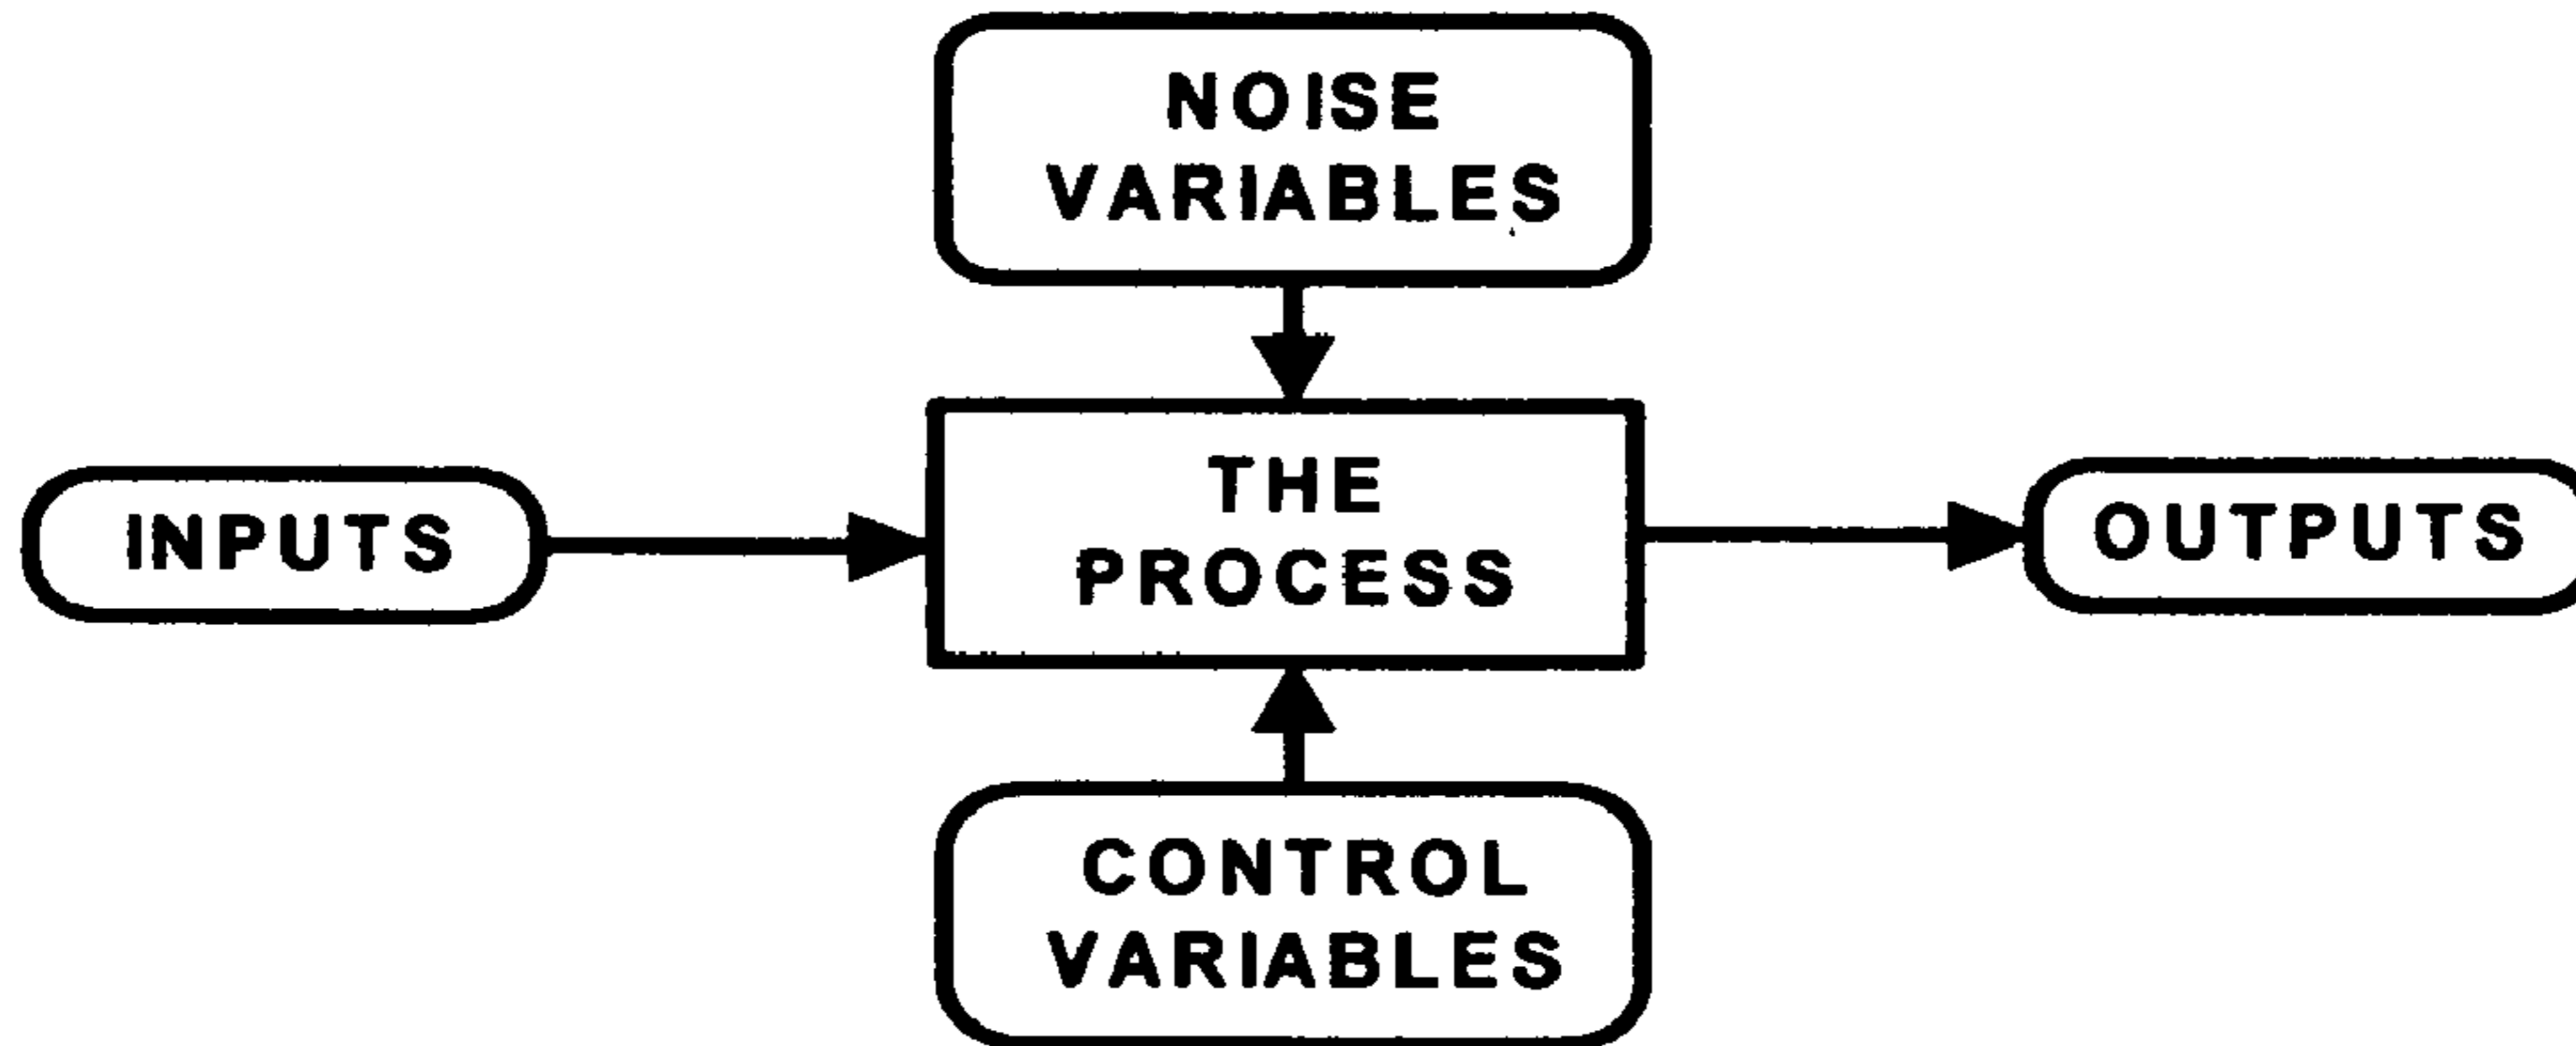 NOISE
VARIABLES
THE
PROCESS
INPUTS
OUTPUTS
CONTROL
VARIABLES